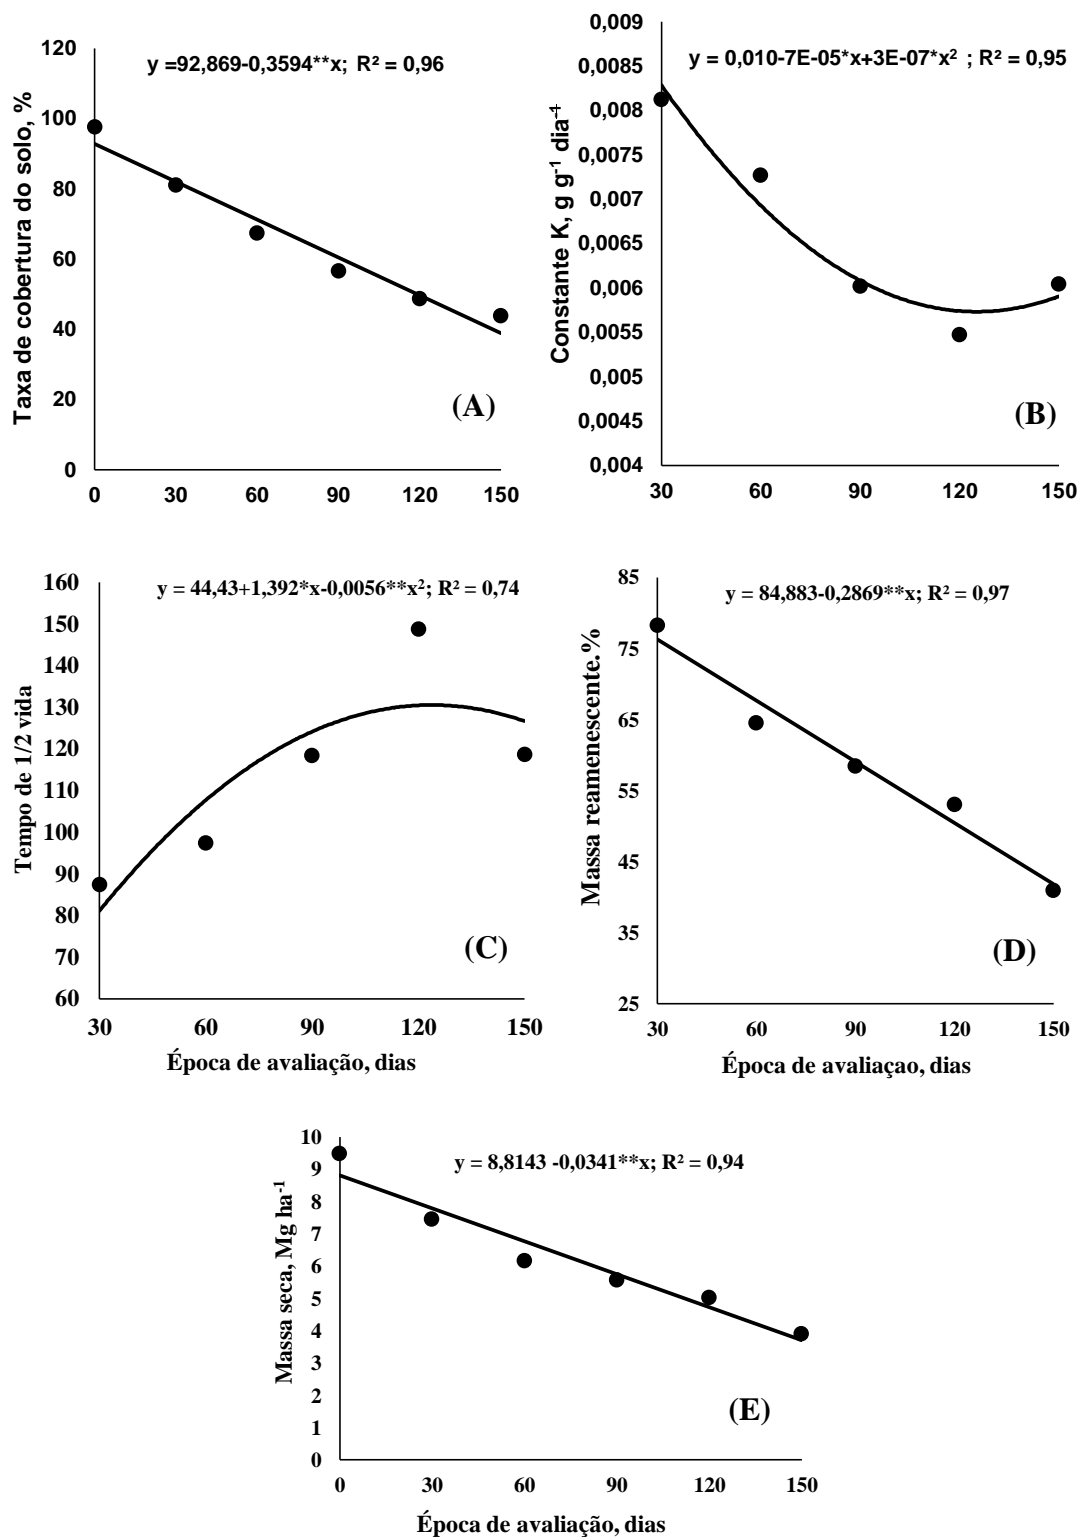 y =92,869-0,3594**x; R² = 0,96
120
100
80
60
40
20
0
0 30 60 90 120 150
Taxa de cobertura do solo, %
(A)
y = 0,010-7E-05*x+3E-07*x² ; R² = 0,95
0,009
0,0085
0,008
0,0075
0,007
0,0065
0,006
0,0055
0,005
0,0045
0,004
30 60 90 120 150
Constante K, g g⁻¹ dia⁻¹
(B)
y = 44,43+1,392*x-0,0056**x²; R² = 0,74
160
150
140
130
120
110
100
90
80
70
60
30 60 90 120 150
Tempo de 1/2 vida
(C)
Época de avaliação, dias
y = 84,883-0,2869**x; R² = 0,97
85
75
65
55
45
35
25
30 60 90 120 150
Massa reamenescente.%
(D)
Época de avaliaçao, dias
y = 8,8143 -0,0341**x; R² = 0,94
10
9
8
7
6
5
4
3
2
1
0
0 30 60 90 120 150
Massa seca, Mg ha⁻¹
(E)
Época de avaliação, dias